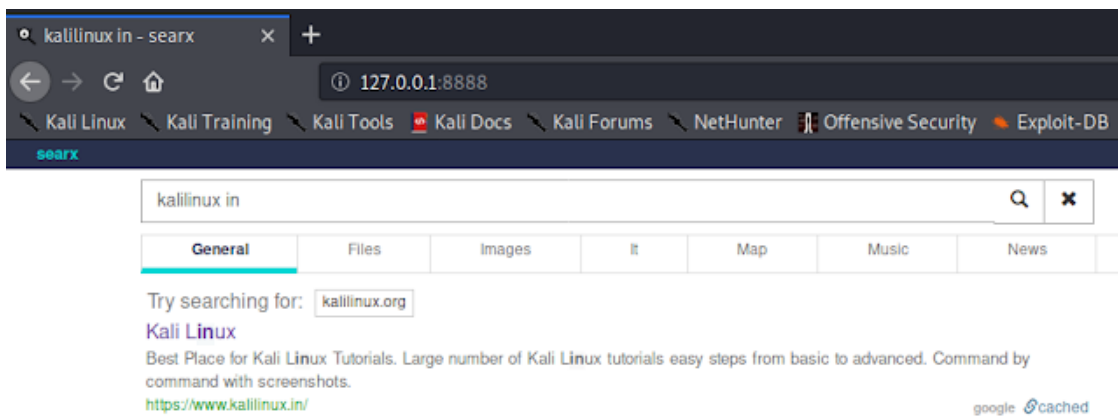 kalilinux in - searx
127.0.0.1:8888
Kali Linux Kali Training Kali Tools Kali Docs Kali Forums NetHunter Offensive Security Exploit-DB
searx
kalilinux in
General Files Images It Map Music News
Try searching for: kalilinux.org
Kali Linux
Best Place for Kali Linux Tutorials. Large number of Kali Linux tutorials easy steps from basic to advanced. Command by
command with screenshots.
https://www.kalilinux.in/
google cached